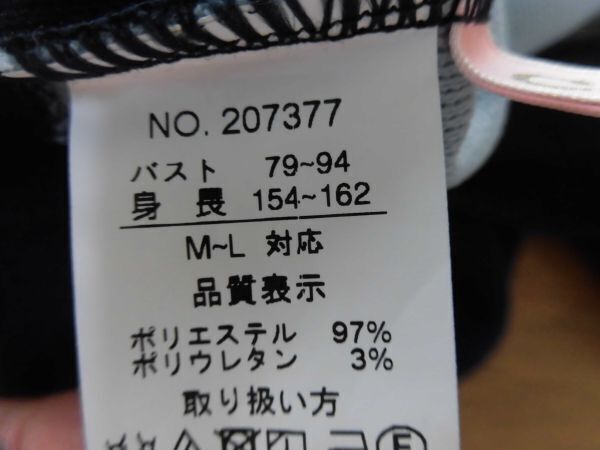 NO. 207377
バスト 79~94
身長 154~162
M~L 対応
品質表示
ポリエステル 97%
ポリウレタン 3%
取り扱い方